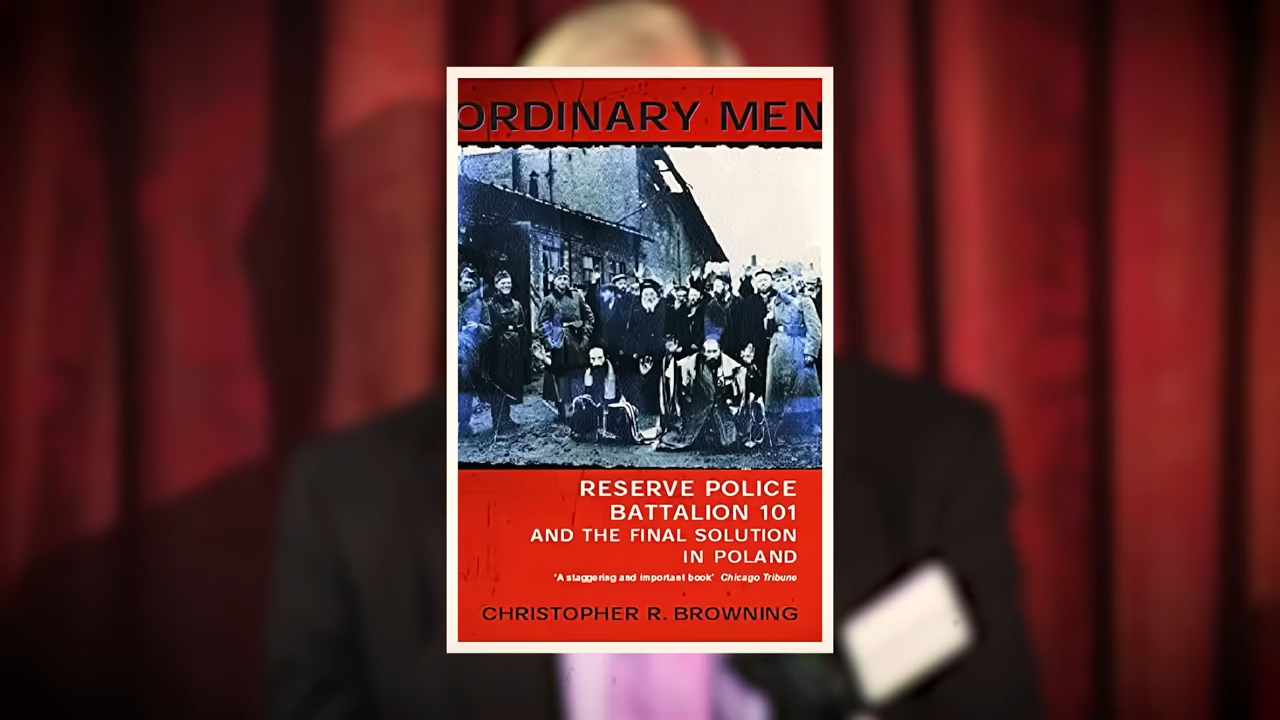 ORDINARY MEN
RESERVE POLICE
BATTALION 101
AND THE FINAL SOLUTION
IN POLAND
'A staggering and important book' Chicago Tribune
CHRISTOPHER R. BROWNING